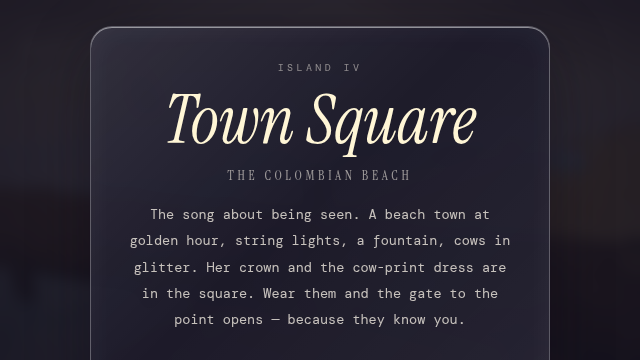 ISLAND IV
Town Square
THE COLOMBIAN BEACH
The song about being seen. A beach town at
golden hour, string lights, a fountain, cows in
glitter. Her crown and the cow-print dress are
in the square. Wear them and the gate to the
point opens — because they know you.